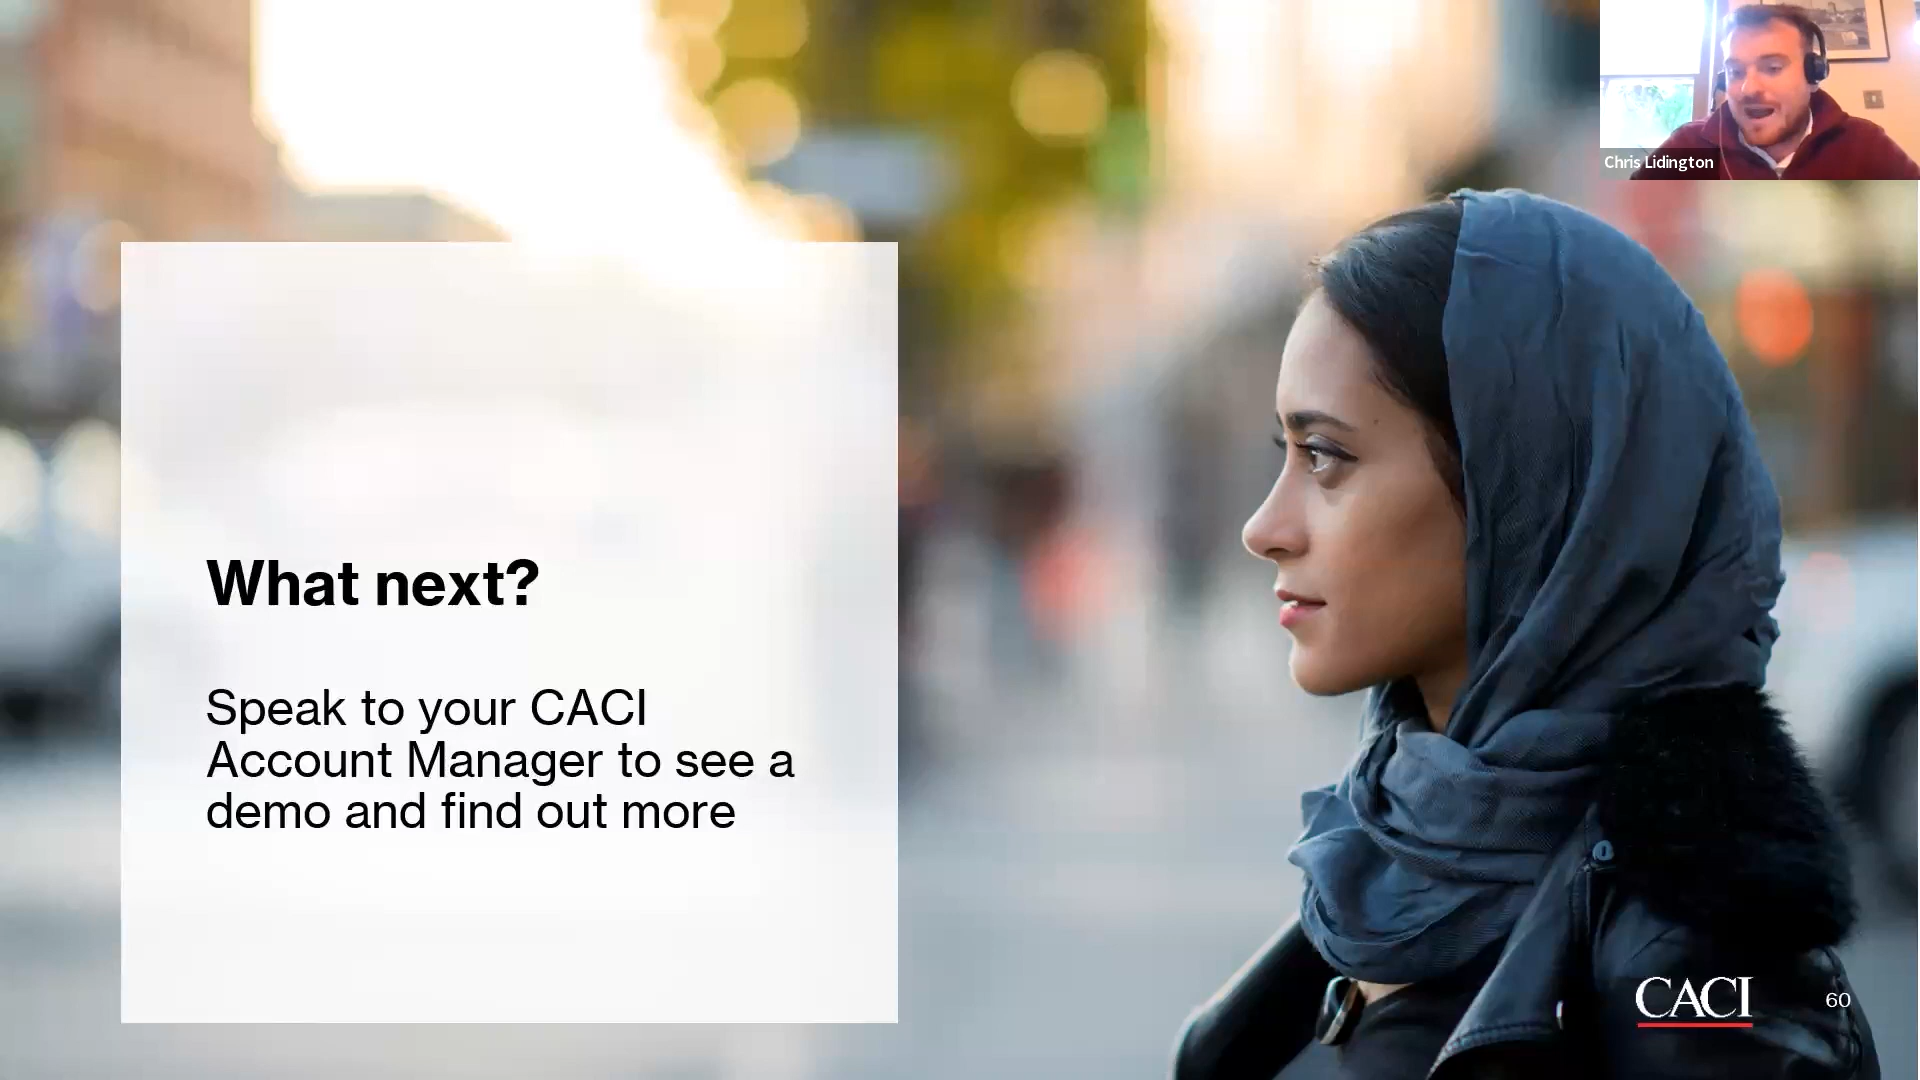 Chris Lidington
What next?
Speak to your CACI
Account Manager to see a
demo and find out more
CACI
60